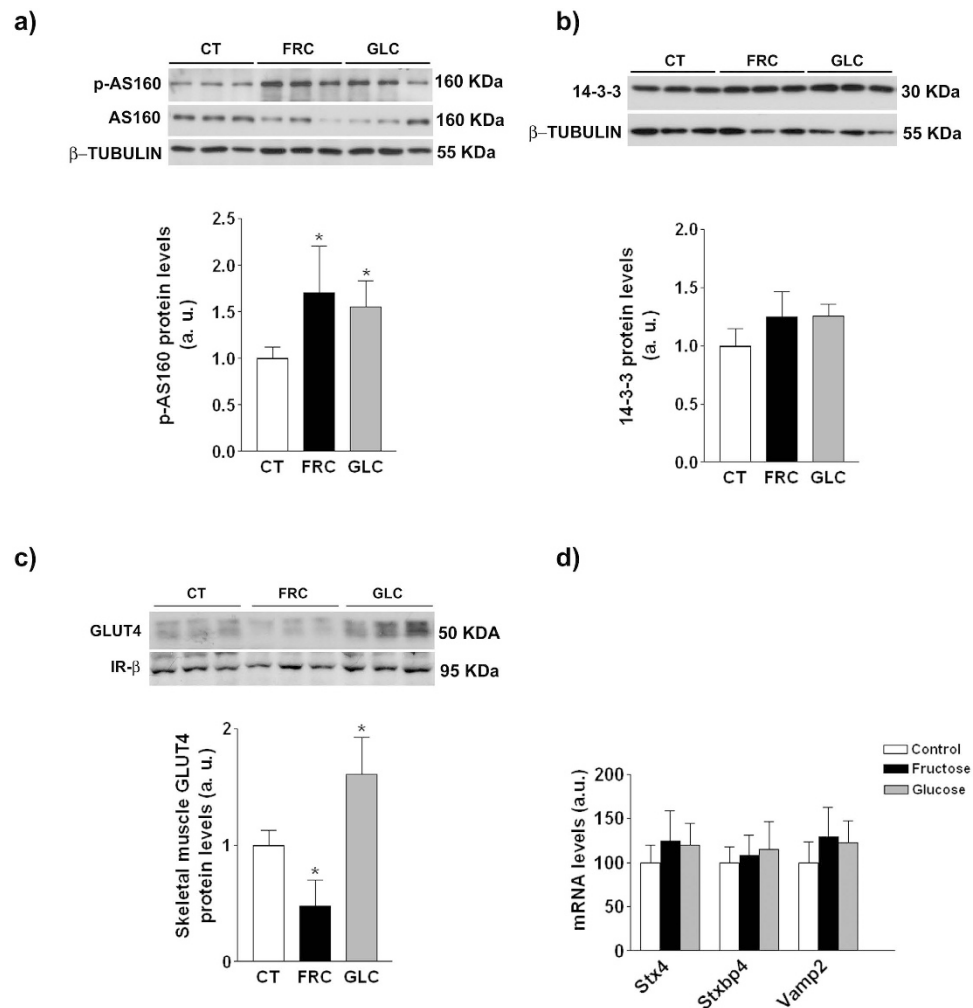 a)
CT FRC GLC
p-AS160 160 KDa
AS160 160 KDa
β–TUBULIN 55 KDa
p-AS160 protein levels
(a. u.)
2.5
2.0
1.5
1.0
0.5
0.0
* *
CT FRC GLC
b)
CT FRC GLC
14-3-3 30 KDa
β–TUBULIN 55 KDa
14-3-3 protein levels
(a. u.)
2.0
1.5
1.0
0.5
0.0
CT FRC GLC
c)
CT FRC GLC
GLUT4 50 KDA
IR-β 95 KDa
Skeletal muscle GLUT4
protein levels (a. u.)
2
1
0
* *
CT FRC GLC
d)
Control
Fructose
Glucose
mRNA levels (a.u.)
200
150
100
50
0
Stx4 Stxbp4 Vamp2